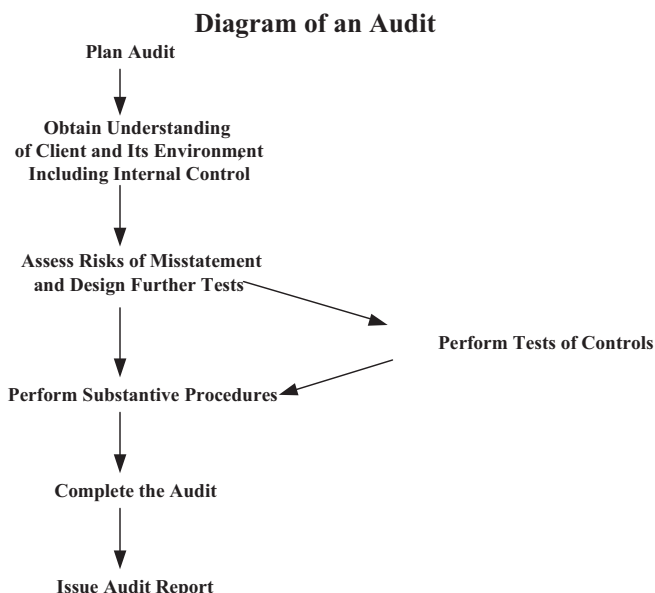 Diagram of an Audit
Plan Audit
Obtain Understanding
of Client and Its Environment,
Including Internal Control
Assess Risks of Misstatement
and Design Further Tests
Perform Tests of Controls
Perform Substantive Procedures
Complete the Audit
Issue Audit Report